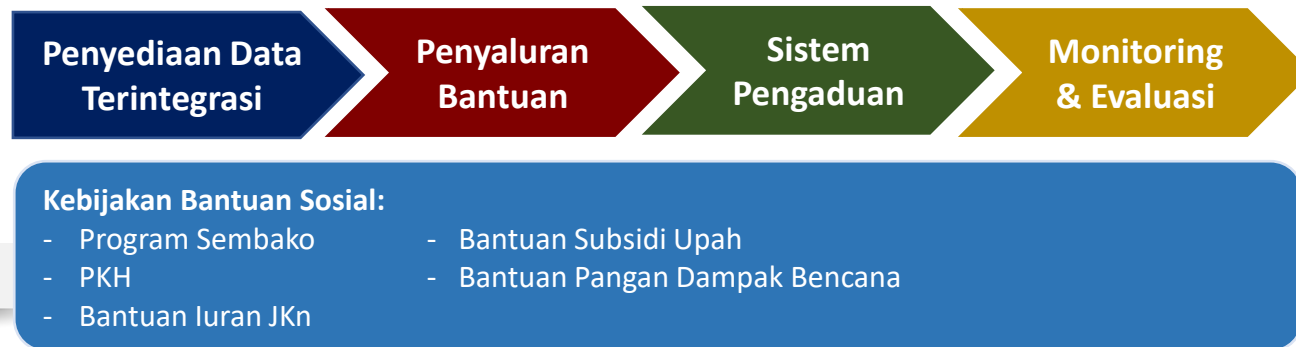 Penyediaan Data
Terintegrasi
Penyaluran
Bantuan
Sistem
Pengaduan
Monitoring
& Evaluasi
Kebijakan Bantuan Sosial:
- Program Sembako
- PKH
- Bantuan Iuran JKn
- Bantuan Subsidi Upah
- Bantuan Pangan Dampak Bencana